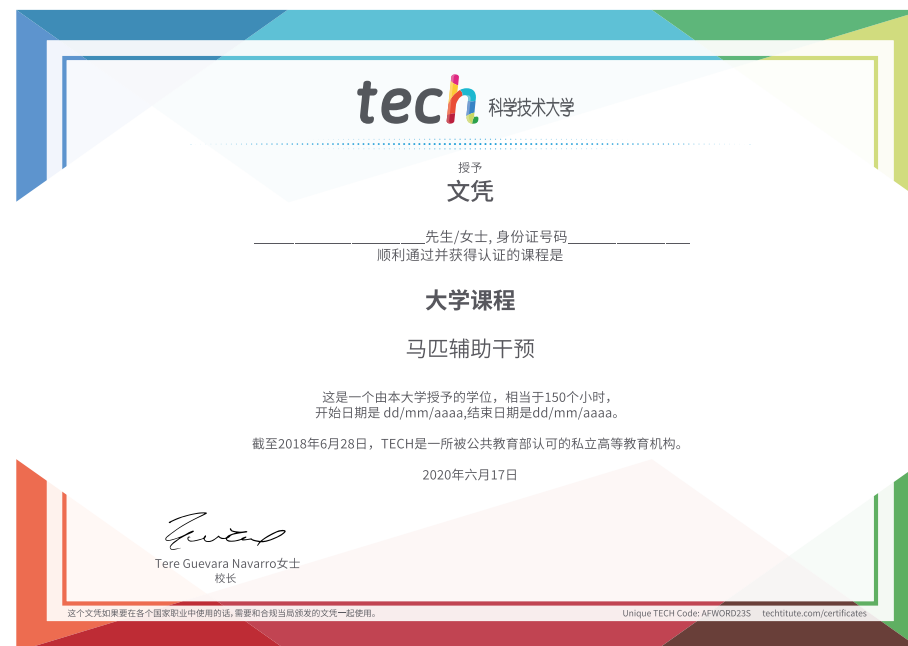 tech 科学技术大学
授予
文凭
________________________先生/女士, 身份证号码________________
顺利通过并获得认证的课程是
大学课程
马匹辅助干预
这是一个由本大学授予的学位，相当于150个小时，
开始日期是 dd/mm/aaaa,结束日期是dd/mm/aaaa。
截至2018年6月28日，TECH是一所被公共教育部认可的私立高等教育机构。
2020年六月17日
Tere Guevara Navarro女士
校长
这个文凭如果要在各个国家职业中使用的话,需要和合规当局颁发的文凭一起使用。
Unique TECH Code: AFWORD23S techtitute.com/certificates